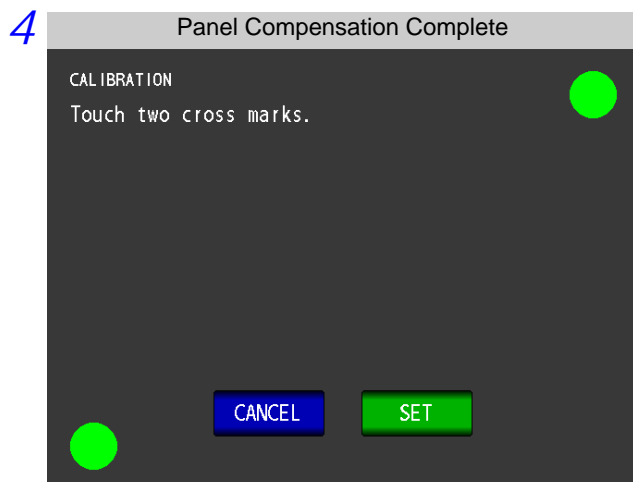 4
Panel Compensation Complete
CALIBRATION
Touch two cross marks.
CANCEL SET